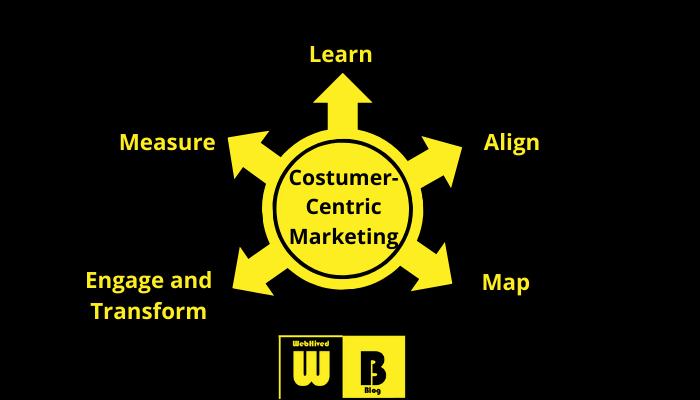 Learn
Measure
Align
Costumer-
Centric
Marketing
Engage and
Transform
Map
WebHived
W
B
Blog